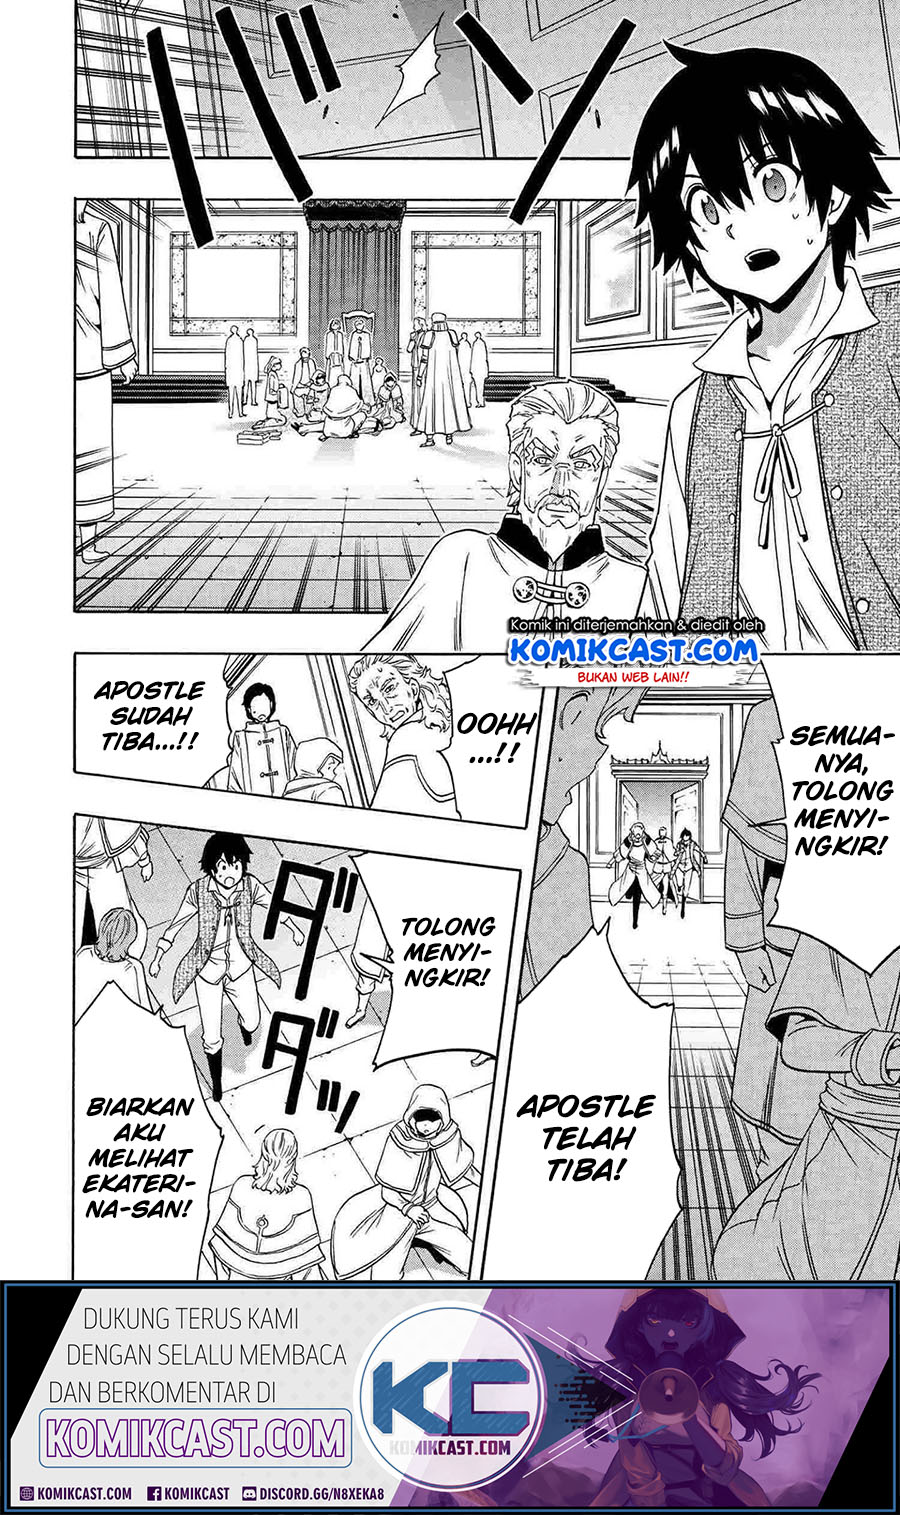 バン
Komik ini diterjemahkan & diedit oleh
KOMIKCAST.COM
BUKAN WEB LAIN!!
SEMUA-
NYA,
TOLONG
MENYI-
NGKIR!
APOSTLE
TELAH
TIBA!
OOHH
...!!
APOSTLE
SUDAH
TIBA...!!
TOLONG
MENYI-
NGKIR!
ダダッ
BIARKAN
AKU
MELIHAT
EKATERI-
NA-SAN!
DUKUNG TERUS KAMI
DENGAN SELALU MEMBACA
DAN BERKOMENTAR DI
KOMIKCAST.COM
KOMIKCAST.COM
KOMIKCAST
DISCORD.GG/N8XEKA8
KC
KOMIKCAST.COM